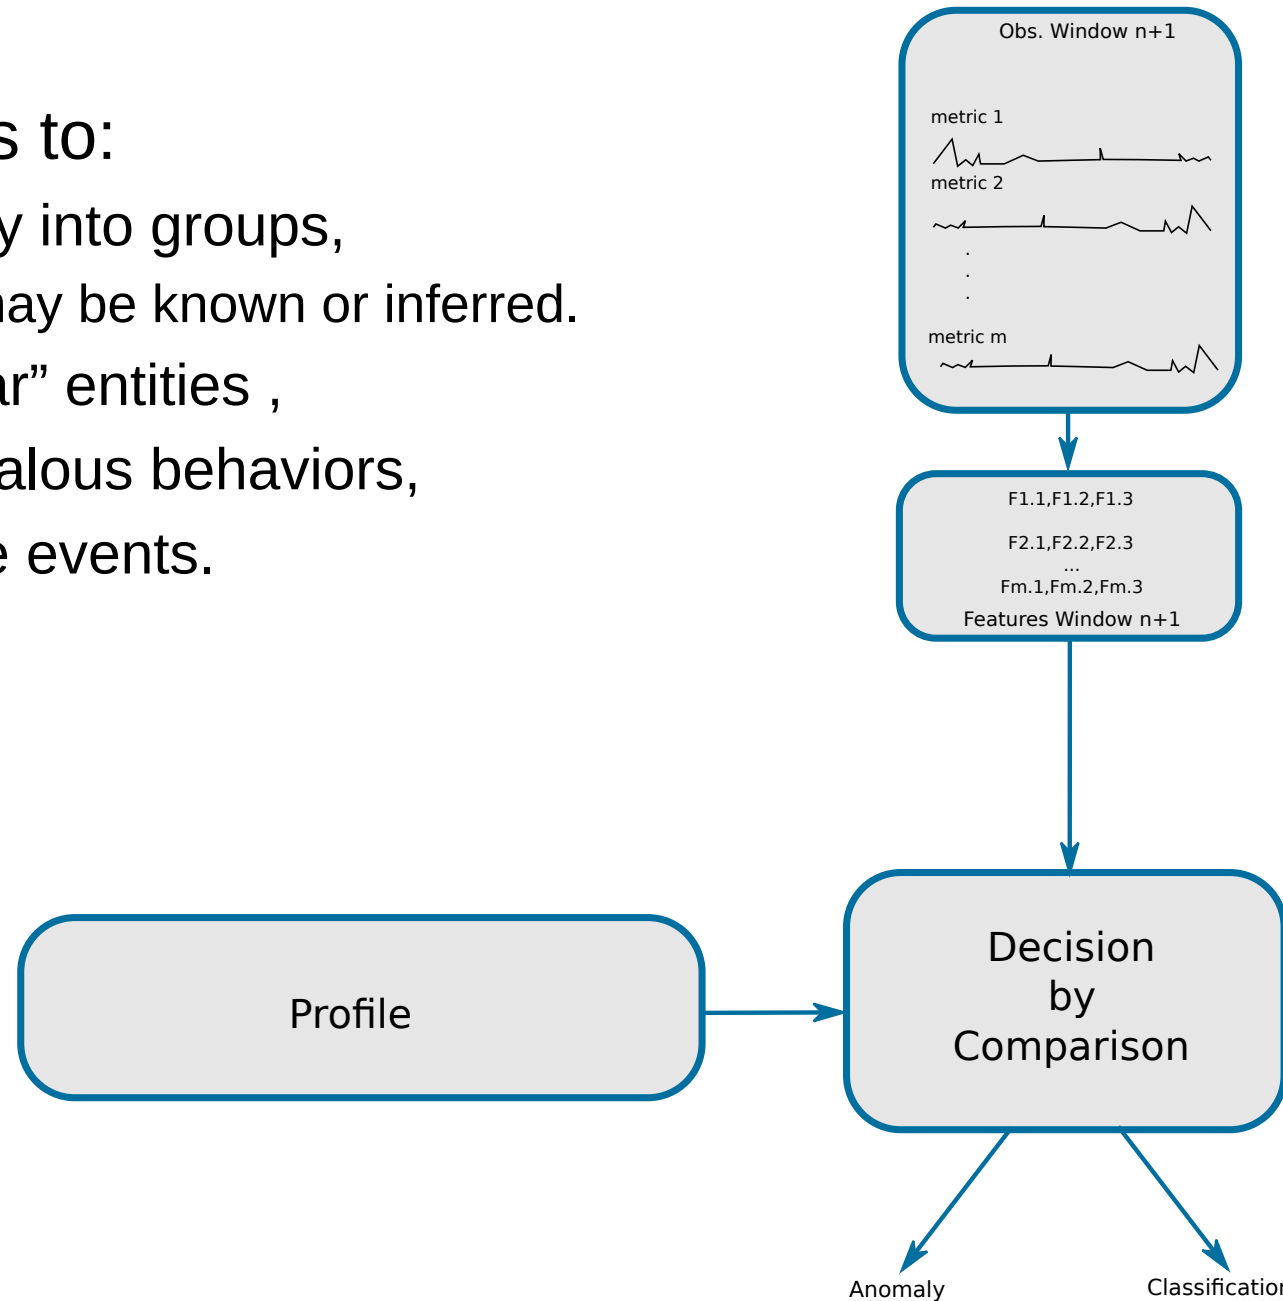 s to:
y into groups,
may be known or inferred.
ar” entities ,
alous behaviors,
e events.
Obs. Window n+1
metric 1
metric 2
.
.
.
metric m
F1.1,F1.2,F1.3
F2.1,F2.2,F2.3
...
Fm.1,Fm.2,Fm.3
Features Window n+1
Profile
Decision
by
Comparison
Anomaly
Classification